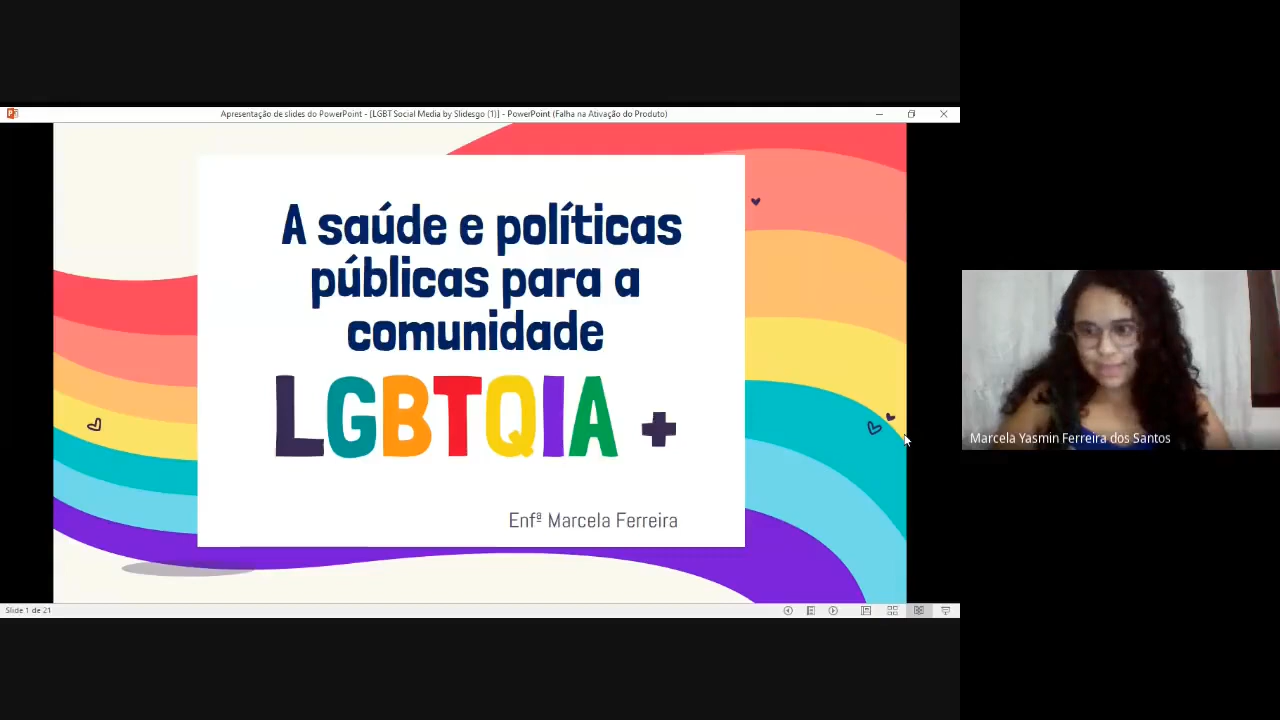 Apresentação de slides do PowerPoint - [LGBT Social Media by Slidesgo (1)] - PowerPoint (Falha na Ativação do Produto)
A saúde e políticas
públicas para a
comunidade
LGBTQIA +
Enfª Marcela Ferreira
Marcela Yasmin Ferreira dos Santos
Slide 1 de 21